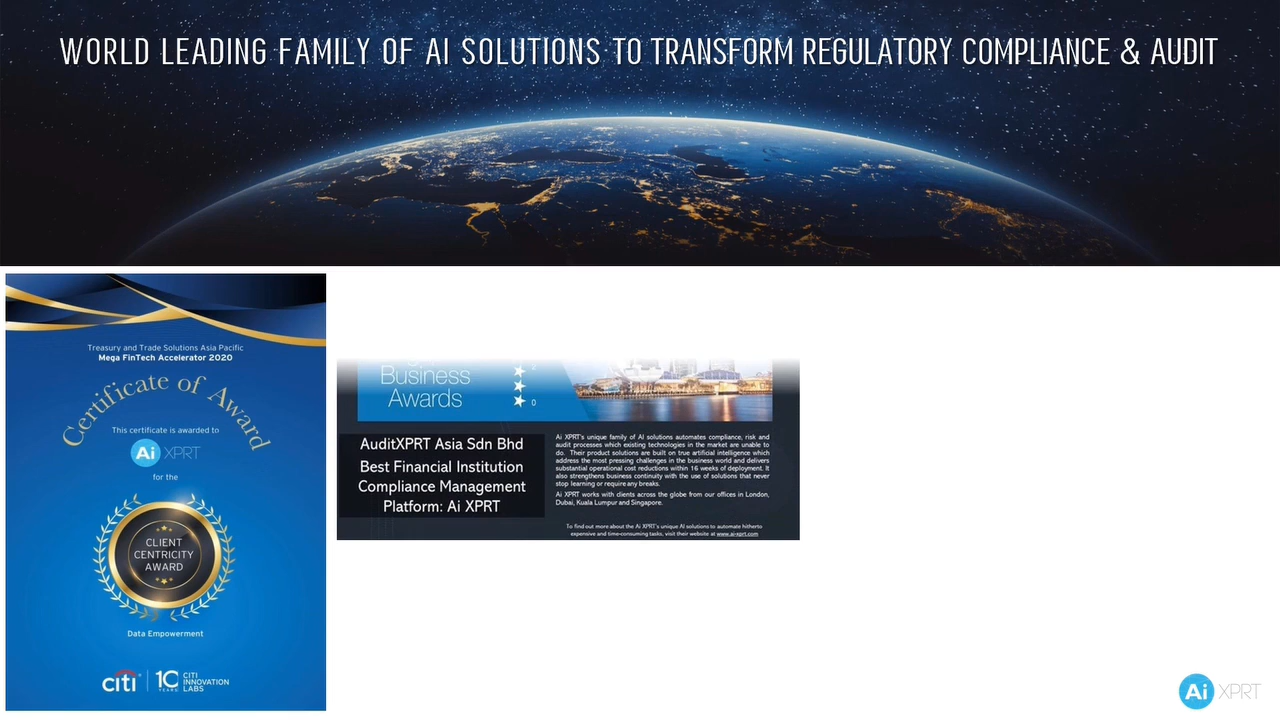 WORLD LEADING FAMILY OF AI SOLUTIONS TO TRANSFORM REGULATORY COMPLIANCE & AUDIT
Treasury and Trade Solutions Asia Pacific
Mega FinTech Accelerator 2020
Certificate of Award
This certificate is awarded to
Ai XPRT
for the
CLIENT
CENTRICITY
AWARD
Data Empowerment
citi
10
YEARS
CITI
INNOVATION
LABS
Business
Awards
0
AuditXPRT Asia Sdn Bhd
Best Financial Institution
Compliance Management
Platform: Ai XPRT
Ai XPRT's unique family of AI solutions automates compliance, risk and
audit processes which existing technologies in the market are unable to
do. Their product solutions are built on true artificial intelligence which
address the most pressing challenges in the business world and delivers
substantial operational cost reductions within 16 weeks of deployment. It
also strengthens business continuity with the use of solutions that never
stop learning or require any breaks.
Ai XPRT works with clients across the globe from our offices in London,
Dubai, Kuala Lumpur and Singapore.
To find out more about the Ai XPRT's unique AI solutions to automate hitherto
expensive and time-consuming tasks, visit their website at www.ai-xprt.com
Ai XPRT